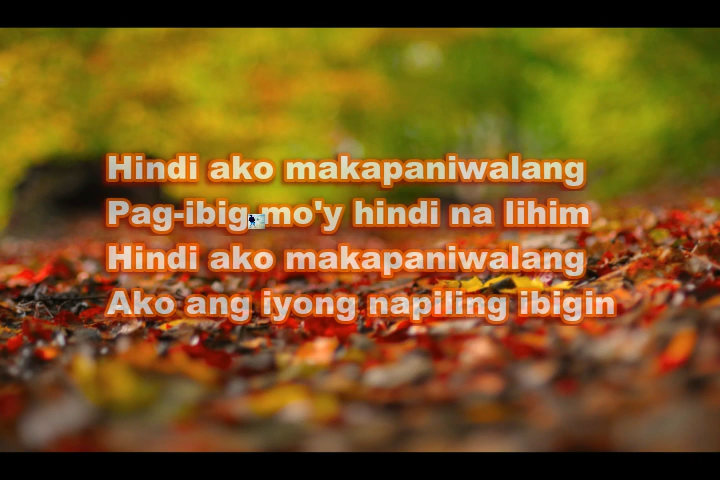 Hindi ako makapaniwalang
Pag-ibig mo'y hindi na lihim
Hindi ako makapaniwalang
Ako ang iyong napiling ibigin